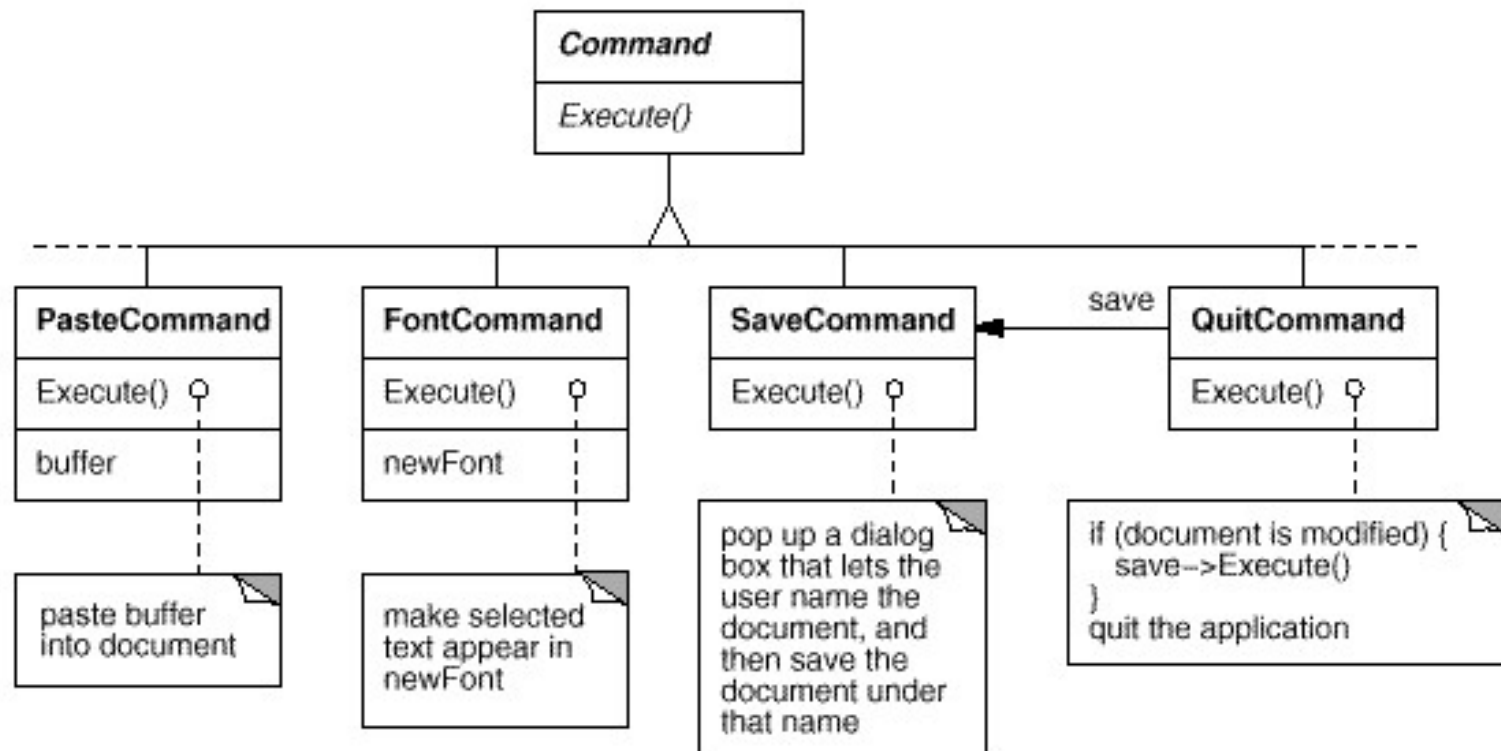 Command
Execute()
PasteCommand
Execute()
buffer
paste buffer
into document
FontCommand
Execute()
newFont
make selected
text appear in
newFont
SaveCommand
Execute()
pop up a dialog
box that lets the
user name the
document, and
then save the
document under
that name
save
QuitCommand
Execute()
if (document is modified) {
save->Execute()
}
quit the application